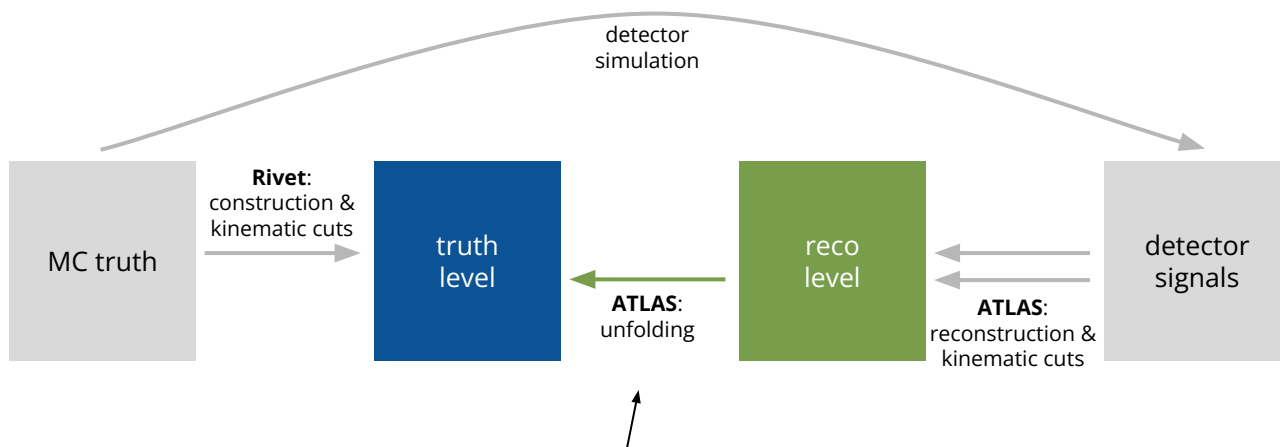 detector
simulation
Rivet:
construction &
kinematic cuts
MC truth
truth
level
ATLAS:
unfolding
reco
level
ATLAS:
reconstruction &
kinematic cuts
detector
signals